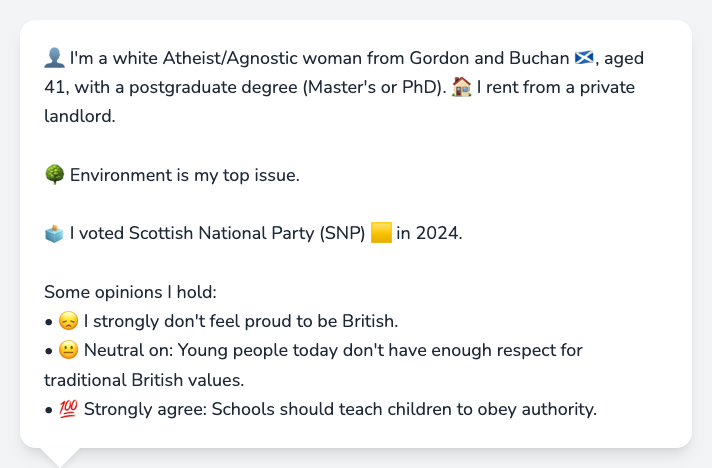 👤 I'm a white Atheist/Agnostic woman from Gordon and Buchan 🏴󠁧󠁢󠁳󠁣󠁴󠁿, aged
41, with a postgraduate degree (Master's or PhD). 🏠 I rent from a private
landlord.
🌳 Environment is my top issue.
🗳️ I voted Scottish National Party (SNP) 🟨 in 2024.
Some opinions I hold:
• 😞 I strongly don't feel proud to be British.
• 😐 Neutral on: Young people today don't have enough respect for
traditional British values.
• 💯 Strongly agree: Schools should teach children to obey authority.